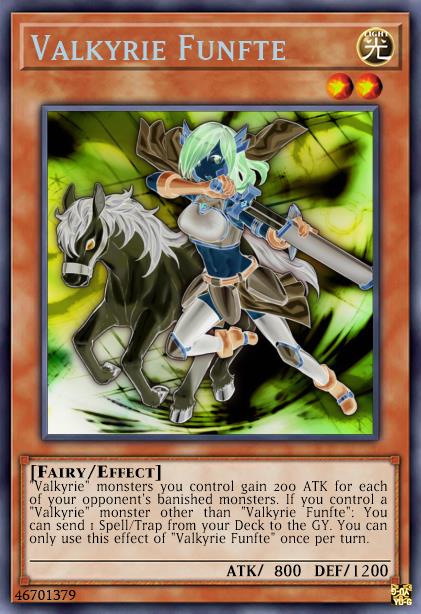 VALKYRIE FUNFTE
LIGHT
光
[FAIRY/EFFECT]
"Valkyrie" monsters you control gain 200 ATK for each
of your opponent's banished monsters. If you control a
"Valkyrie" monster other than "Valkyrie Funfte": You
can send 1 Spell/Trap from your Deck to the GY. You can
only use this effect of "Valkyrie Funfte" once per turn.
ATK/ 800 DEF/1200
46701379